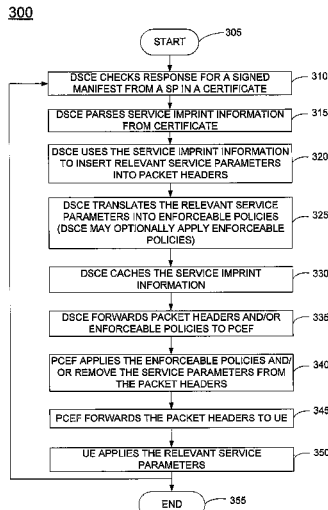 300
START
305
DSCE CHECKS RESPONSE FOR A SIGNED
MANIFEST FROM A SP IN A CERTIFICATE
310
DSCE PARSES SERVICE IMPRINT INFORMATION
FROM CERTIFICATE
315
DSCE USES THE SERVICE IMPRINT INFORMATION
TO INSERT RELEVANT SERVICE PARAMETERS
INTO PACKET HEADERS
320
DSCE TRANSLATES THE RELEVANT SERVICE
PARAMETERS INTO ENFORCEABLE POLICIES
(DSCE MAY OPTIONALLY APPLY ENFORCEABLE
POLICIES)
325
DSCE CACHES THE SERVICE IMPRINT
INFORMATION
330
DSCE FORWARDS PACKET HEADERS AND/OR
ENFORCEABLE POLICIES TO PCEF
335
PCEF APPLIES THE ENFORCEABLE POLICIES AND/
OR REMOVE THE SERVICE PARAMETERS FROM
THE PACKET HEADERS
340
PCEF FORWARDS THE PACKET HEADERS TO UE
345
UE APPLIES THE RELEVANT SERVICE
PARAMETERS
350
END
355